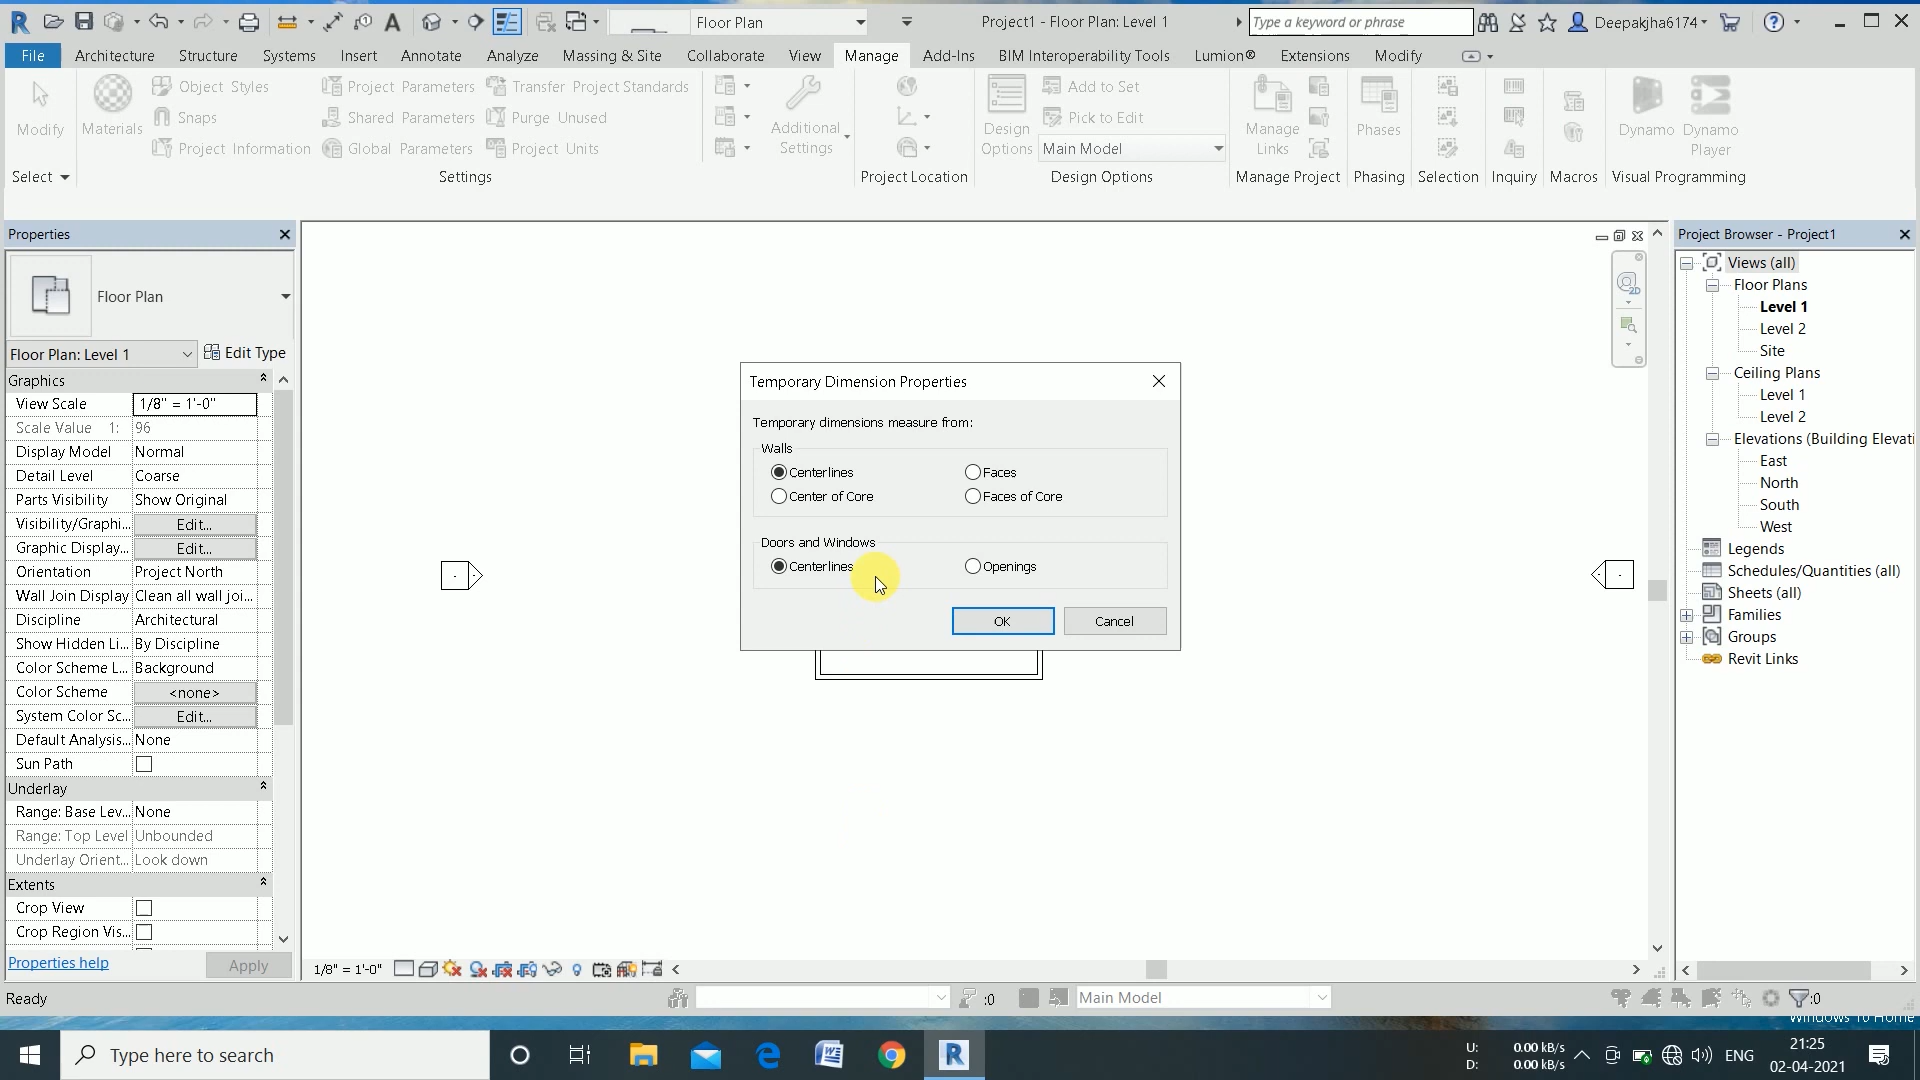 Floor Plan
Project1 - Floor Plan: Level 1
Type a keyword or phrase
Deepakjha6174
File Architecture Structure Systems Insert Annotate Analyze Massing & Site Collaborate View Manage Add-Ins BIM Interoperability Tools Lumion® Extensions Modify
Modify
Materials
Object Styles
Snaps
Project Information
Project Parameters
Shared Parameters
Global Parameters
Transfer Project Standards
Purge Unused
Project Units
Additional Settings
Design Options
Add to Set
Pick to Edit
Main Model
Manage Links
Phases
Dynamo
Dynamo Player
Select
Settings
Project Location
Design Options
Manage Project
Phasing
Selection
Inquiry
Macros
Visual Programming
Properties
Floor Plan
Floor Plan: Level 1
Edit Type
Graphics
View Scale 1/8" = 1'-0"
Scale Value 1: 96
Display Model Normal
Detail Level Coarse
Parts Visibility Show Original
Visibility/Graphi... Edit...
Graphic Display... Edit...
Orientation Project North
Wall Join Display Clean all wall joi...
Discipline Architectural
Show Hidden Li... By Discipline
Color Scheme L... Background
Color Scheme <none>
System Color Sc... Edit...
Default Analysis... None
Sun Path
Underlay
Range: Base Lev... None
Range: Top Level Unbounded
Underlay Orient... Look down
Extents
Crop View
Crop Region Vis...
Properties help
Apply
2D
Temporary Dimension Properties
Temporary dimensions measure from:
Walls
Centerlines Faces
Center of Core Faces of Core
Doors and Windows
Centerlines Openings
OK Cancel
Project Browser - Project1
Views (all)
Floor Plans
Level 1
Level 2
Site
Ceiling Plans
Level 1
Level 2
Elevations (Building Elevati
East
North
South
West
Legends
Schedules/Quantities (all)
Sheets (all)
Families
Groups
Revit Links
1/8" = 1'-0"
Ready
:0
Main Model
:0
Windows 10 Home
Type here to search
U: 0.00 kB/s
D: 0.00 kB/s
ENG
21:25
02-04-2021